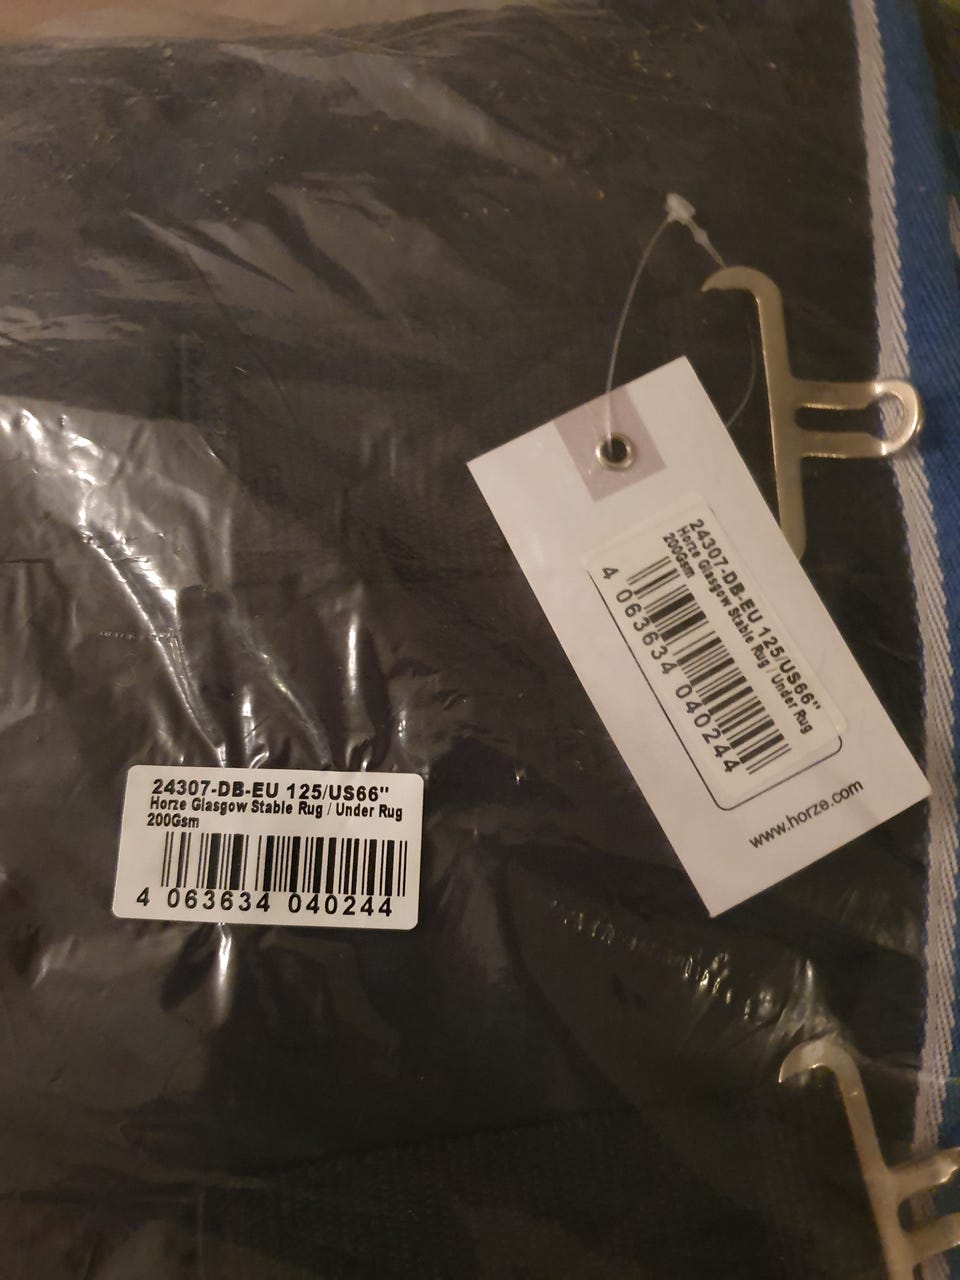 24307-DB-EU 125/US66"
Horze Glasgow Stable Rug / Under Rug
200Gsm
4 063634 040244
www.horze.com
24307-DB-EU 125/US66"
Horze Glasgow Stable Rug / Under Rug
200Gsm
4 063634 040244